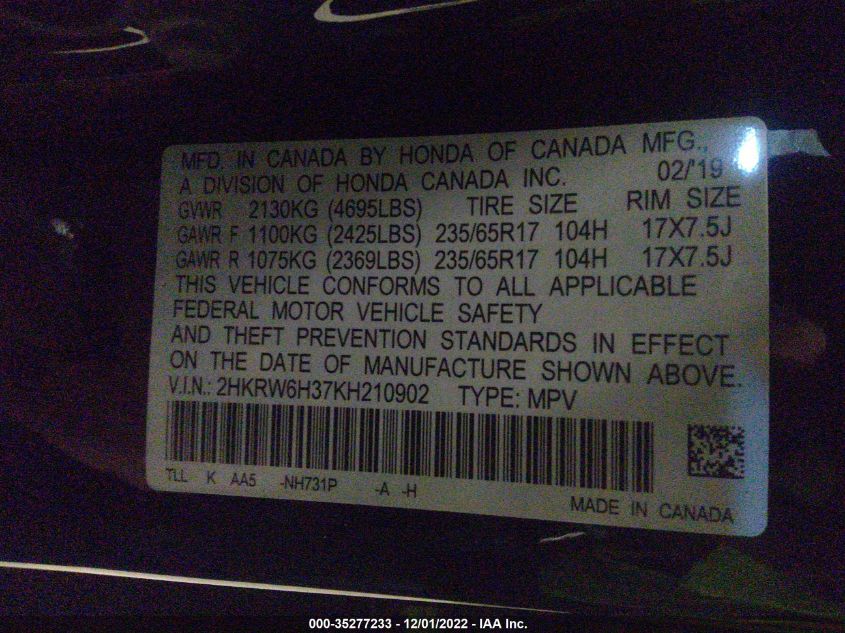 MFD. IN CANADA BY HONDA OF CANADA MFG.,
A DIVISION OF HONDA CANADA INC. 02/'19
GVWR 2130KG (4695LBS) TIRE SIZE RIM SIZE
GAWR F 1100KG (2425LBS) 235/65R17 104H 17X7.5J
GAWR R 1075KG (2369LBS) 235/65R17 104H 17X7.5J
THIS VEHICLE CONFORMS TO ALL APPLICABLE
FEDERAL MOTOR VEHICLE SAFETY
AND THEFT PREVENTION STANDARDS IN EFFECT
ON THE DATE OF MANUFACTURE SHOWN ABOVE.
V.I.N.: 2HKRW6H37KH210902 TYPE: MPV
TLL K AA5 -NH731P -A -H
MADE IN CANADA
000-35277233 - 12/01/2022 - IAA Inc.